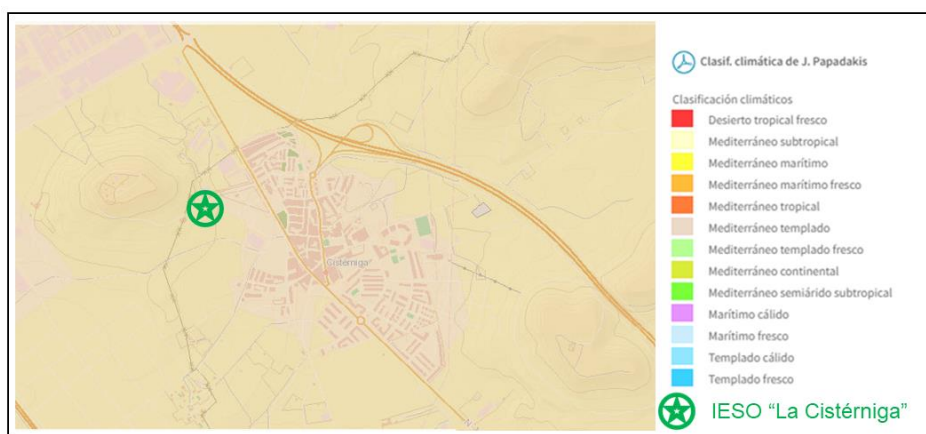 Cistérniga
Clasif. climática de J. Papadakis
Clasificación climáticos
Desierto tropical fresco
Mediterráneo subtropical
Mediterráneo marítimo
Mediterráneo marítimo fresco
Mediterráneo tropical
Mediterráneo templado
Mediterráneo templado fresco
Mediterráneo continental
Mediterráneo semiárido subtropical
Marítimo cálido
Marítimo fresco
Templado cálido
Templado fresco
IESO “La Cistérniga”